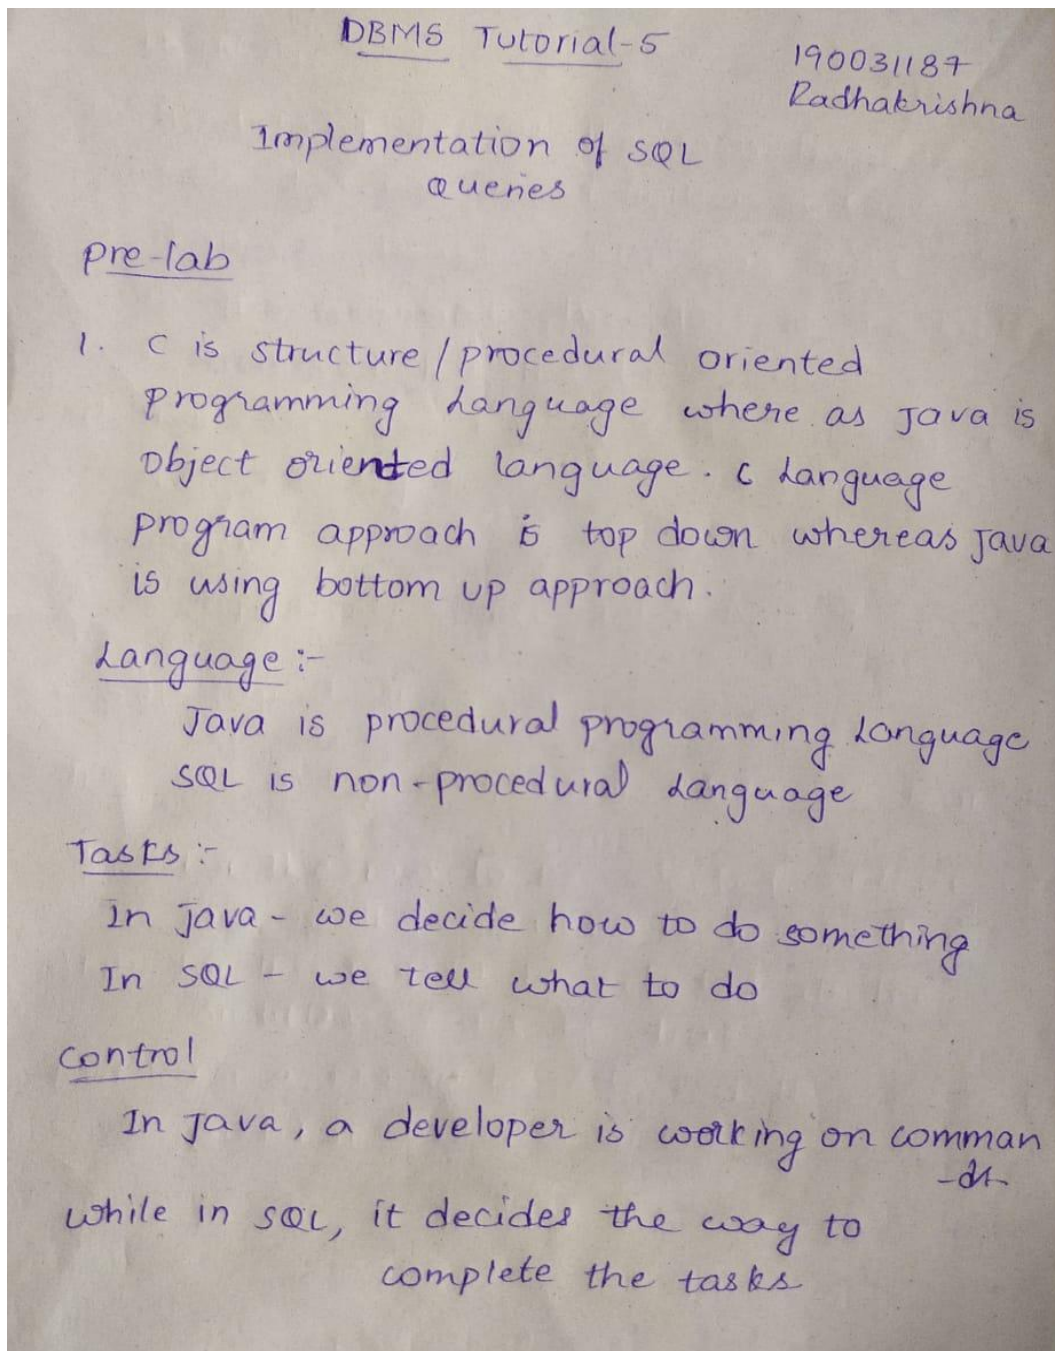 DBMS Tutorial-5
190031187
Radhakrishna
Implementation of SQL
Queries
Pre-lab
1. C is structure/procedural oriented
programming Language where as Java is
Object oriented language. C Language
program approach is top down whereas Java
is using bottom up approach.
Language :-
Java is procedural programming Language
SQL is non-procedural Language
Tasks :-
In java - we decide how to do something
In SQL - we tell what to do
Control
In Java, a developer is working on comman
-ds
while in SQL, it decides the way to
complete the tasks